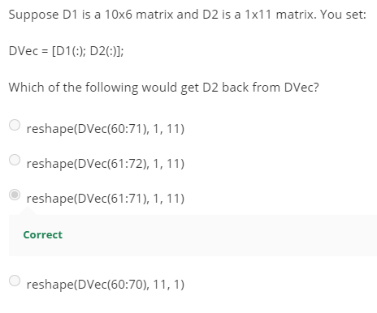 Suppose D1 is a 10x6 matrix and D2 is a 1x11 matrix. You set:
DVec = [D1(:); D2(:)];
Which of the following would get D2 back from DVec?
reshape(DVec(60:71), 1, 11)
reshape(DVec(61:72), 1, 11)
reshape(DVec(61:71), 1, 11)
Correct
reshape(DVec(60:70), 11, 1)